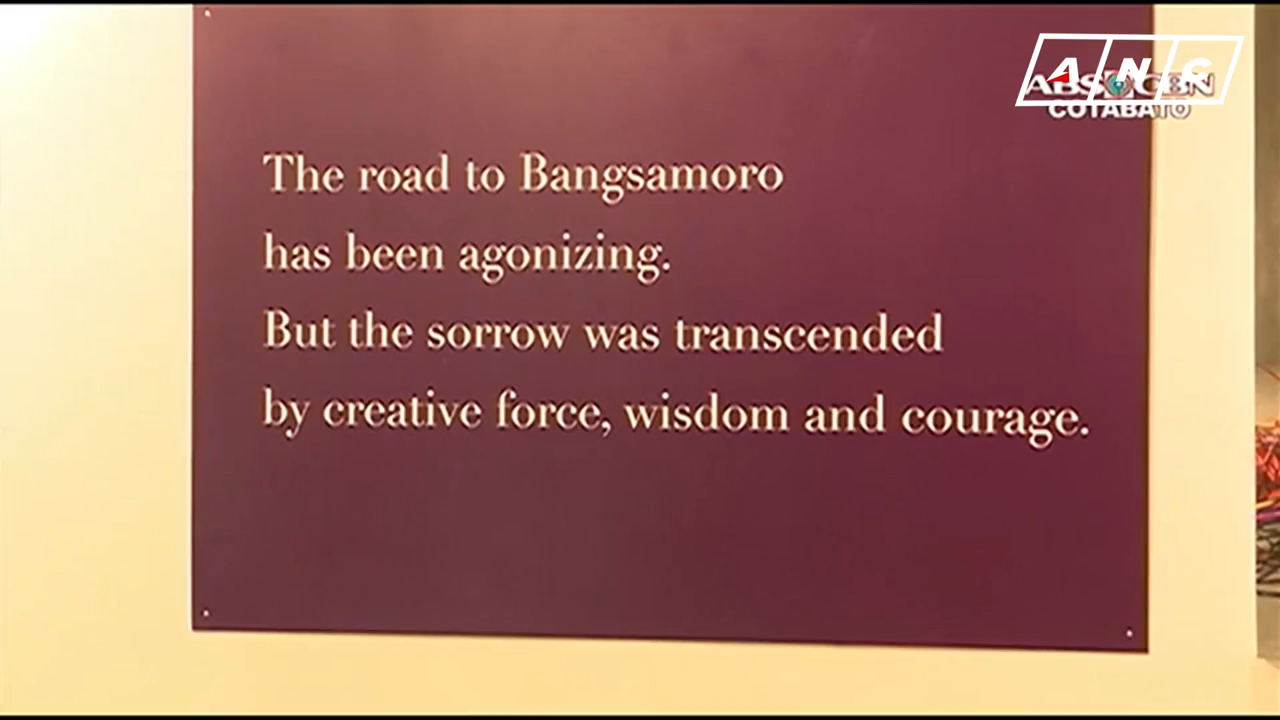 ANC
ABS-CBN
COTABATO
The road to Bangsamoro
has been agonizing.
But the sorrow was transcended
by creative force, wisdom and courage.